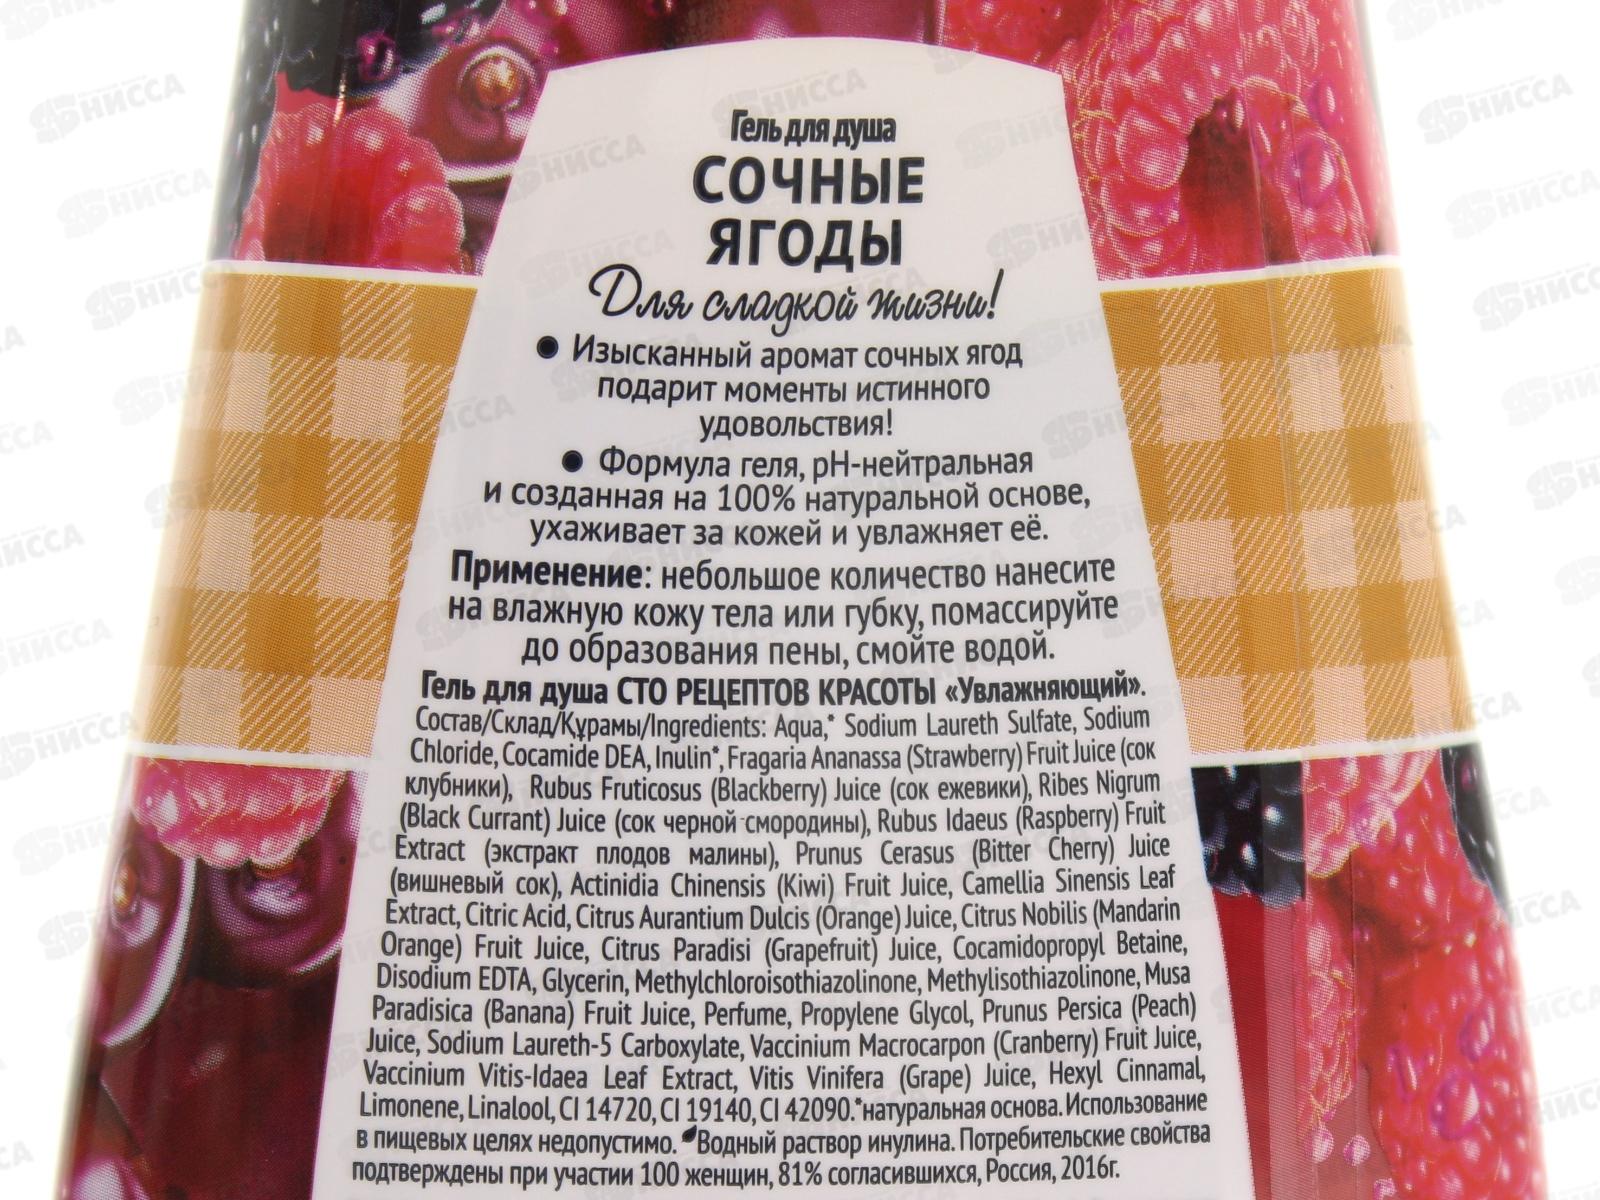 Гель для душа
СОЧНЫЕ
ЯГОДЫ
Для сладкой жизни!
● Изысканный аромат сочных ягод
подарит моменты истинного
удовольствия!
● Формула геля, pH-нейтральная
и созданная на 100% натуральной основе,
ухаживает за кожей и увлажняет её.
Применение: небольшое количество нанесите
на влажную кожу тела или губку, помассируйте
до образования пены, смойте водой.
Гель для душа СТО РЕЦЕПТОВ КРАСОТЫ «Увлажняющий».
Состав/Склад/Құрамы/Ingredients: Aqua,* Sodium Laureth Sulfate, Sodium
Chloride, Cocamide DEA, Inulin*, Fragaria Ananassa (Strawberry) Fruit Juice (сок
клубники), Rubus Fruticosus (Blackberry) Juice (сок ежевики), Ribes Nigrum
(Black Currant) Juice (сок черной смородины), Rubus Idaeus (Raspberry) Fruit
Extract (экстракт плодов малины), Prunus Cerasus (Bitter Cherry) Juice
(вишневый сок), Actinidia Chinensis (Kiwi) Fruit Juice, Camellia Sinensis Leaf
Extract, Citric Acid, Citrus Aurantium Dulcis (Orange) Juice, Citrus Nobilis (Mandarin
Orange) Fruit Juice, Citrus Paradisi (Grapefruit) Juice, Cocamidopropyl Betaine,
Disodium EDTA, Glycerin, Methylchloroisothiazolinone, Methylisothiazolinone, Musa
Paradisica (Banana) Fruit Juice, Perfume, Propylene Glycol, Prunus Persica (Peach)
Juice, Sodium Laureth-5 Carboxylate, Vaccinium Macrocarpon (Cranberry) Fruit Juice,
Vaccinium Vitis-Idaea Leaf Extract, Vitis Vinifera (Grape) Juice, Hexyl Cinnamal,
Limonene, Linalool, CI 14720, CI 19140, CI 42090.*натуральная основа. Использование
в пищевых целях недопустимо. Водный раствор инулина. Потребительские свойства
подтверждены при участии 100 женщин, 81% согласившихся, Россия, 2016г.